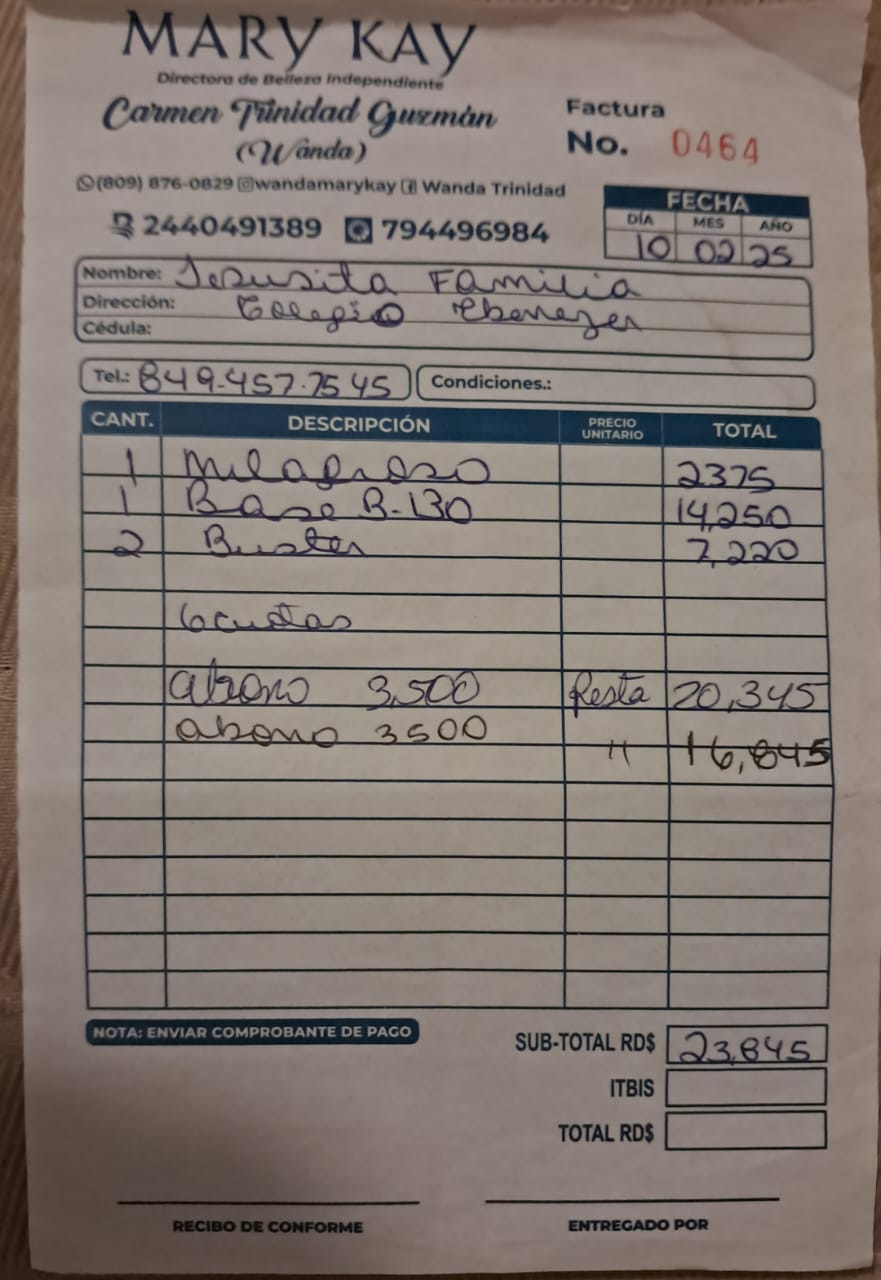 MARY KAY
Directora de Belleza Independiente
Carmen Trinidad Guzmán
(Wanda)
Factura
No. 0464
(809) 876-0829 wandamarykay Wanda Trinidad
2440491389 794496984
FECHA
DÍA MES AÑO
10 02 25
Nombre: Jesusita Familia
Dirección: Colegio Ebenezer
Cédula:
Tel.: 849-457-7545 Condiciones.:
CANT. DESCRIPCIÓN PRECIO UNITARIO TOTAL
1 Milagroso 2375
1 Base B-130 14,250
2 Buster 7,220
6 cuotas
abono 3,500 Resta 20,345
abono 3500 " 16,845
NOTA: ENVIAR COMPROBANTE DE PAGO
SUB-TOTAL RD$ 23,845
ITBIS
TOTAL RD$
RECIBO DE CONFORME
ENTREGADO POR